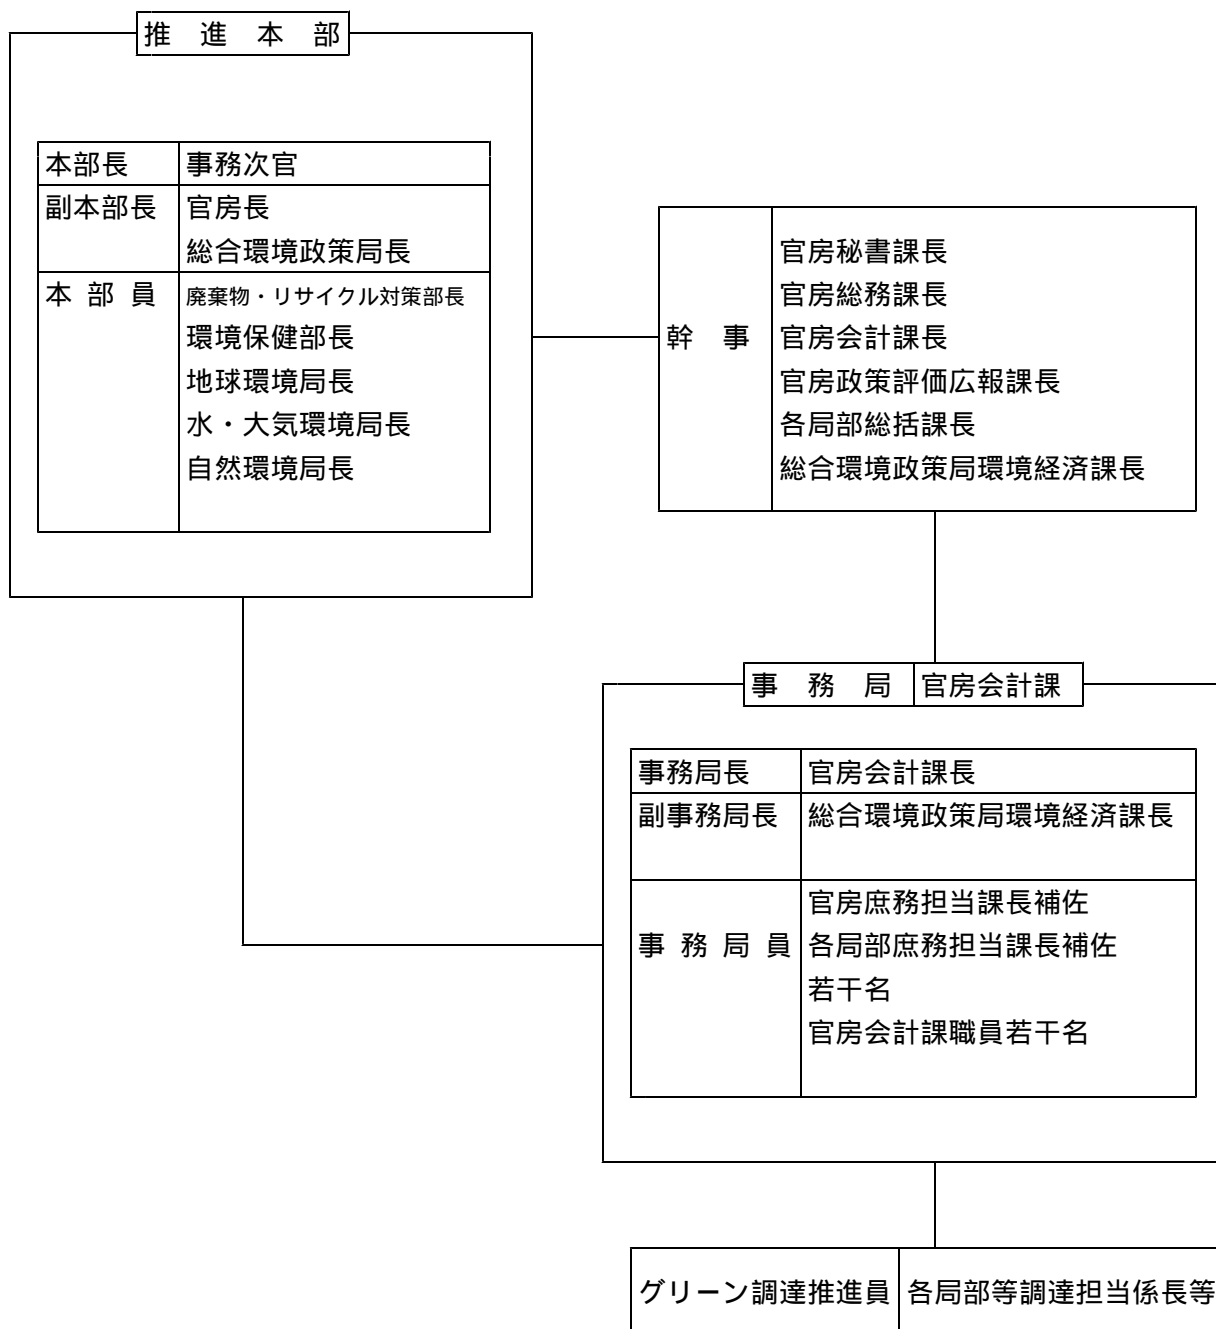 推　進　本　部
本部長　事務次官
副本部長　官房長
総合環境政策局長
本 部 員　廃棄物・リサイクル対策部長
環境保健部長
地球環境局長
水・大気環境局長
自然環境局長
官房秘書課長
官房総務課長
幹　事　官房会計課長
官房政策評価広報課長
各局部総括課長
総合環境政策局環境経済課長
事　務　局　官房会計課
事務局長　官房会計課長
副事務局長　総合環境政策局環境経済課長
官房庶務担当課長補佐
事 務 局 員　各局部庶務担当課長補佐
若干名
官房会計課職員若干名
グリーン調達推進員　各局部等調達担当係長等